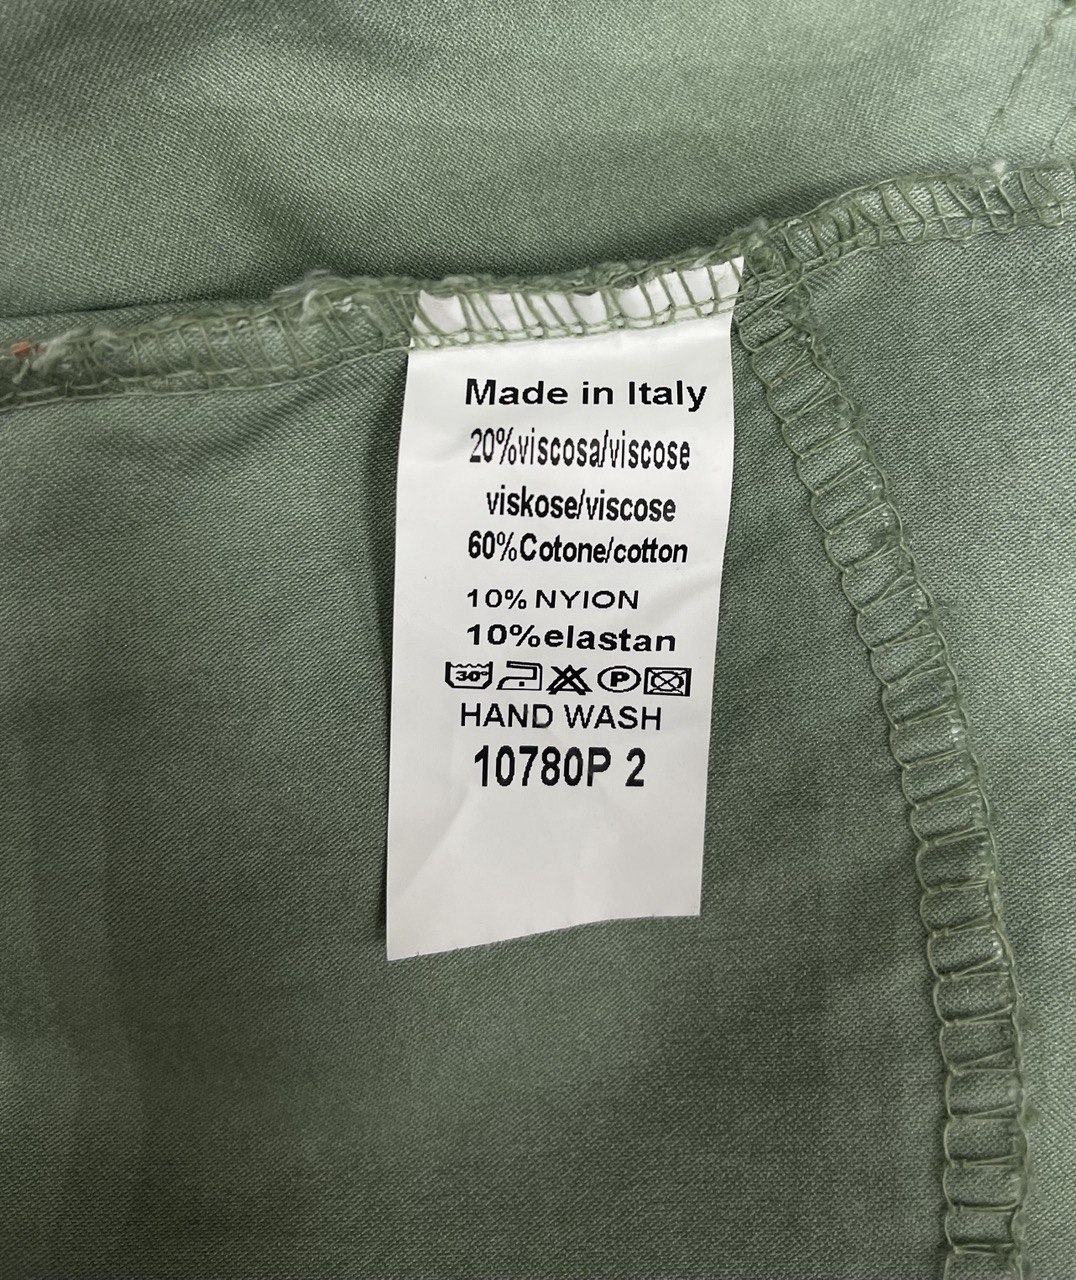 Made in Italy
20%viscosa/viscose
viskose/viscose
60%Cotone/cotton
10% NYION
10%elastan
30° P
HAND WASH
10780P 2